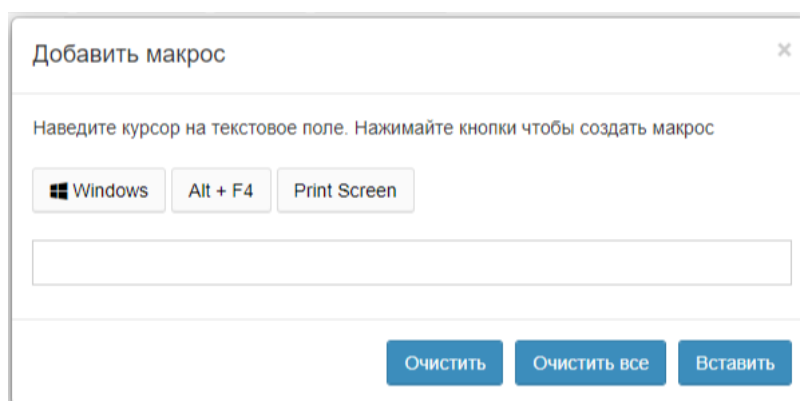 Добавить макрос ×
Наведите курсор на текстовое поле. Нажимайте кнопки чтобы создать макрос
Windows Alt + F4 Print Screen
Очистить Очистить все Вставить